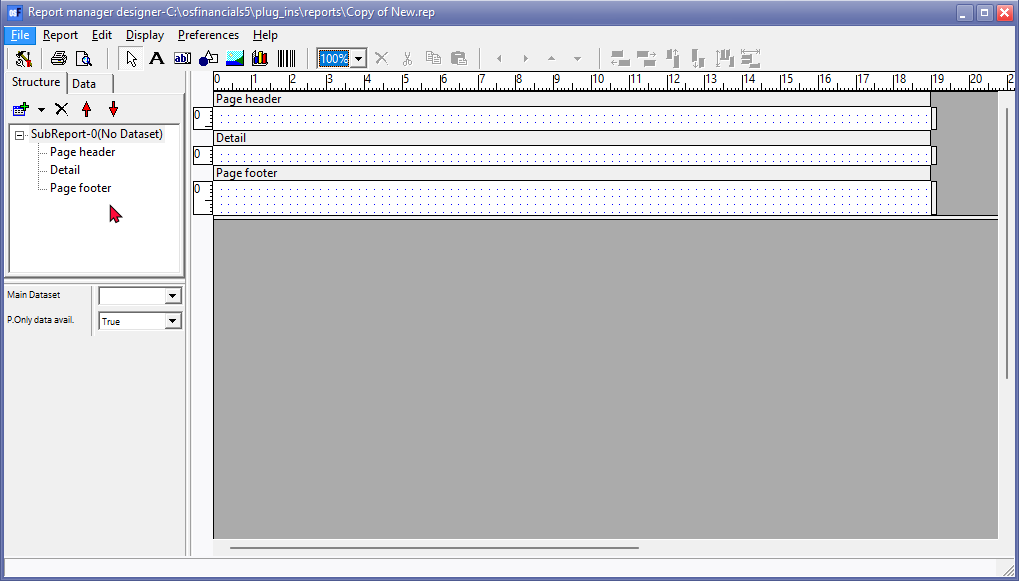 Report manager designer-C:\osfinancials5\plug_ins\reports\Copy of New.rep
File Report Edit Display Preferences Help
A ab| 100%
Structure Data
0 1 2 3 4 5 6 7 8 9 10 11 12 13 14 15 16 17 18 19 20 2
Page header
0
Detail
0
Page footer
0
SubReport-0(No Dataset)
Page header
Detail
Page footer
Main Dataset
P.Only data avail. True